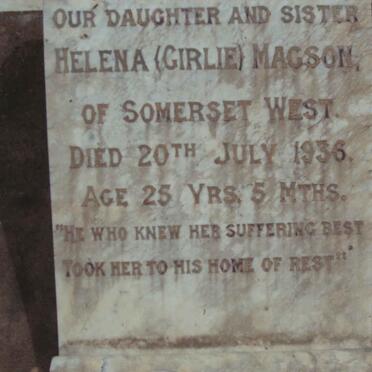 OUR DAUGHTER AND SISTER
HELENA (GIRLIE) MAGSON,
OF SOMERSET WEST.
DIED 20TH JULY 1936.
AGE 25 YRS. 5 MTHS.
"HE WHO KNEW HER SUFFERING BEST
TOOK HER TO HIS HOME OF REST"